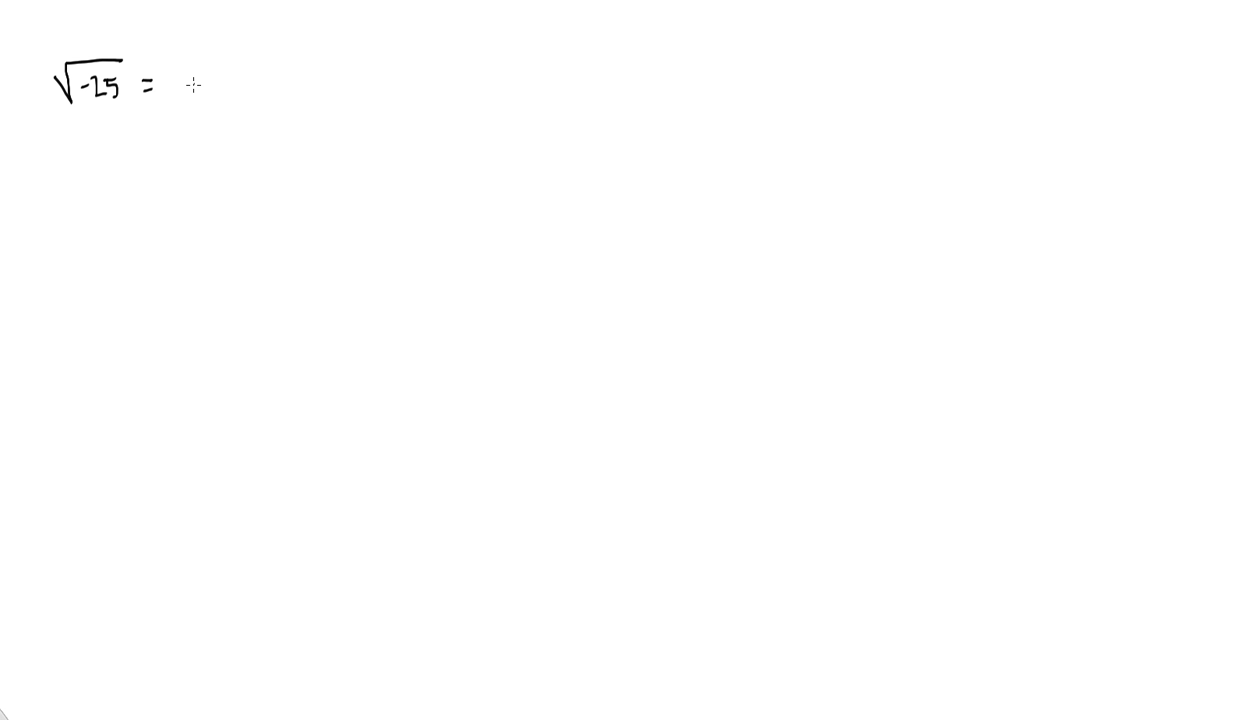 √-25 =